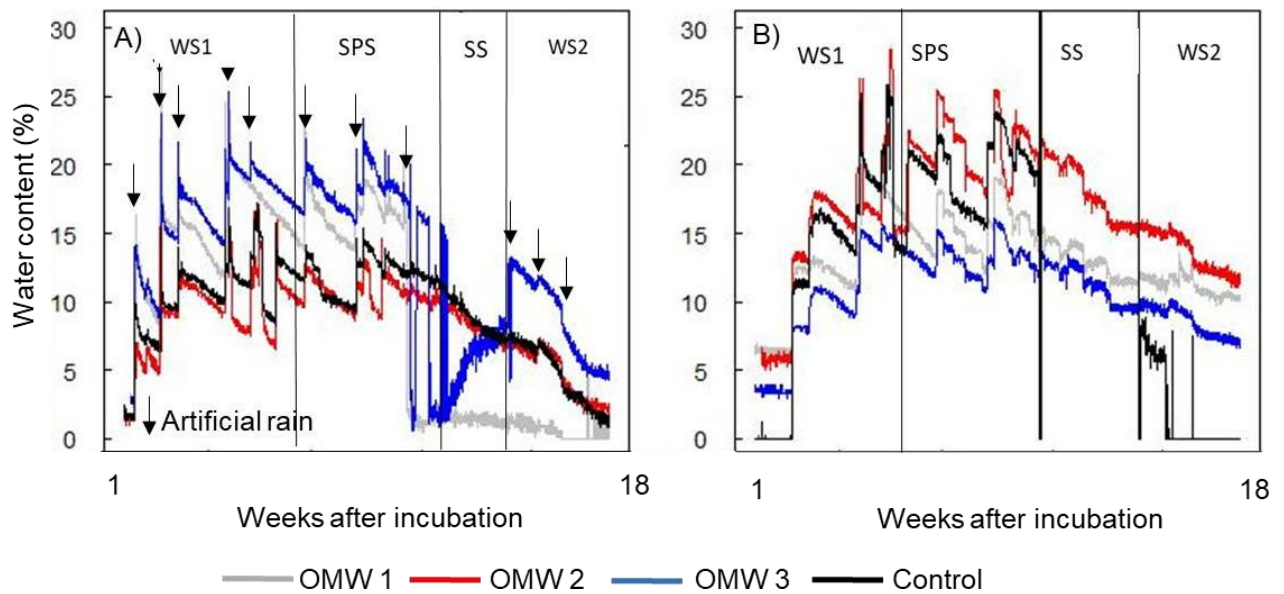 A)
WS1
SPS
SS
WS2
30
25
20
15
10
5
0
Water content (%)
Artificial rain
1
18
Weeks after incubation
B)
WS1
SPS
SS
WS2
30
25
20
15
10
5
0
1
18
Weeks after incubation
OMW 1
OMW 2
OMW 3
Control